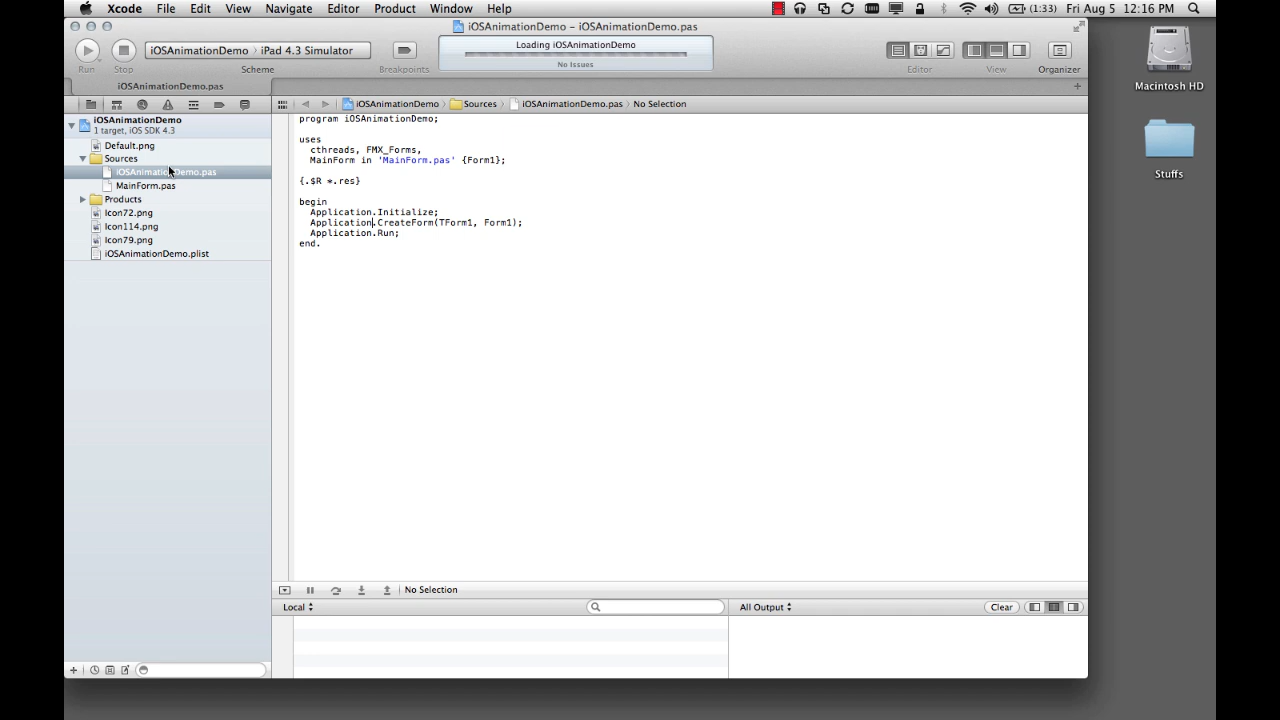 Xcode File Edit View Navigate Editor Product Window Help (1:33) Fri Aug 5 12:16 PM
iOSAnimationDemo – iOSAnimationDemo.pas
iOSAnimationDemo iPad 4.3 Simulator
Loading iOSAnimationDemo
No Issues
Run Stop Scheme Breakpoints Editor View Organizer
iOSAnimationDemo.pas
iOSAnimationDemo Sources iOSAnimationDemo.pas No Selection
iOSAnimationDemo
1 target, iOS SDK 4.3
Default.png
Sources
iOSAnimationDemo.pas
MainForm.pas
Products
Icon72.png
Icon114.png
Icon79.png
iOSAnimationDemo.plist
program iOSAnimationDemo;
uses
cthreads, FMX_Forms,
MainForm in 'MainForm.pas' {Form1};
{.$R *.res}
begin
Application.Initialize;
Application.CreateForm(TForm1, Form1);
Application.Run;
end.
No Selection
Local All Output Clear
Macintosh HD
Stuffs